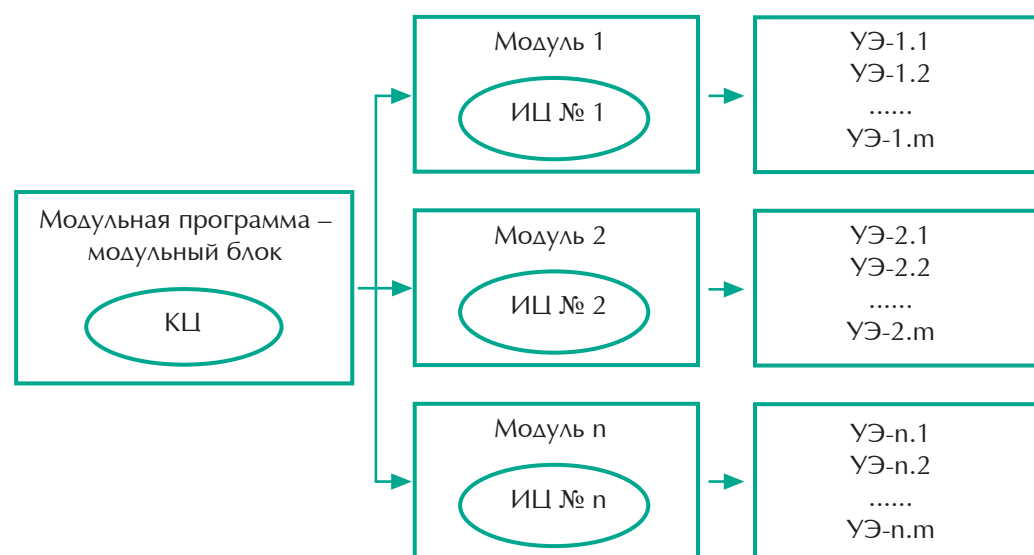 Модульная программа –
модульный блок
КЦ
Модуль 1
ИЦ № 1
УЭ-1.1
УЭ-1.2
......
УЭ-1.m
Модуль 2
ИЦ № 2
УЭ-2.1
УЭ-2.2
......
УЭ-2.m
Модуль n
ИЦ № n
УЭ-n.1
УЭ-n.2
......
УЭ-n.m